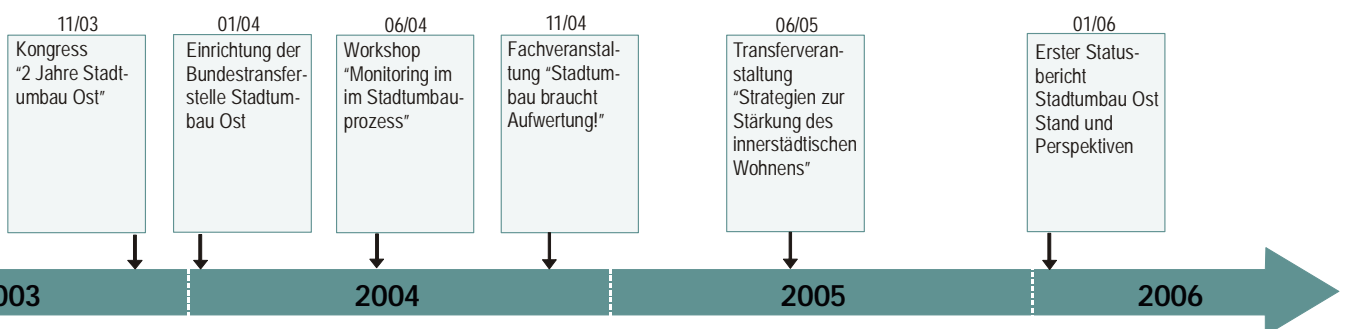 11/03
Kongress
"2 Jahre Stadt-
umbau Ost"
01/04
Einrichtung der
Bundestransfer-
stelle Stadtum-
bau Ost
06/04
Workshop
"Monitoring im
im Stadtumbau-
prozess"
11/04
Fachveranstal-
tung "Stadtum-
bau braucht
Aufwertung!"
06/05
Transferveran-
staltung
"Strategien zur
Stärkung des
innerstädtischen
Wohnens"
01/06
Erster Status-
bericht
Stadtumbau Ost
Stand und
Perspektiven
003
2004
2005
2006